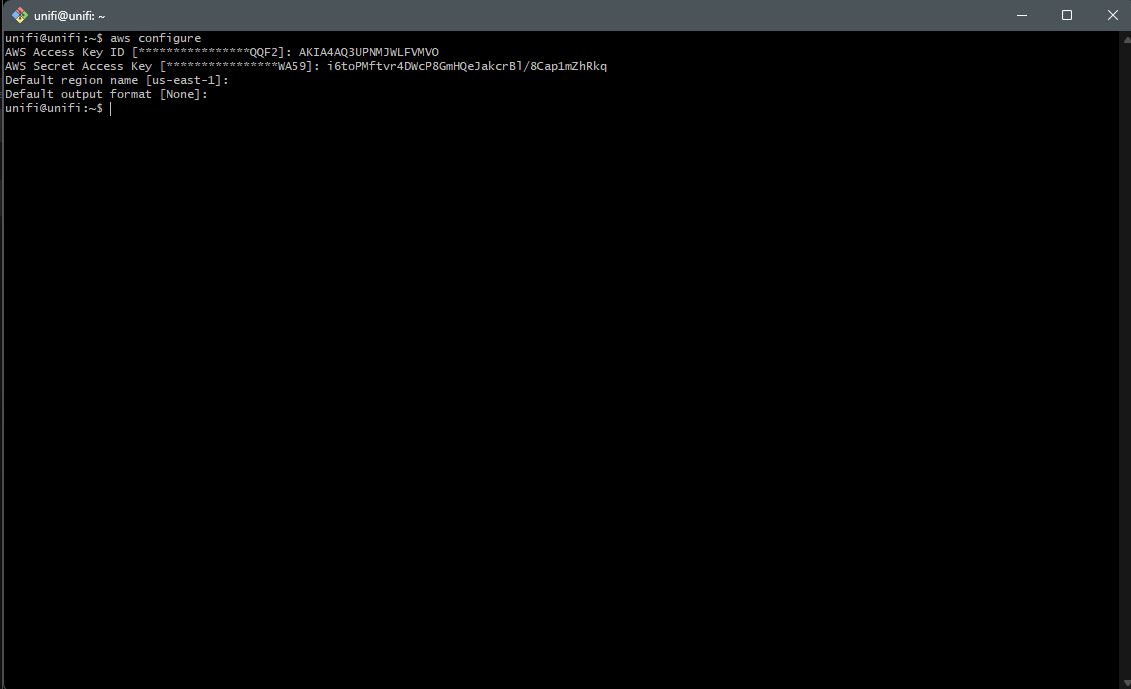 unifi@unifi: ~
unifi@unifi:~$ aws configure
AWS Access Key ID [****************QQF2]: AKIA4AQ3UPNMJWLFVMVO
AWS Secret Access Key [****************WA59]: 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
Default region name [us-east-1]:
Default output format [None]:
unifi@unifi:~$